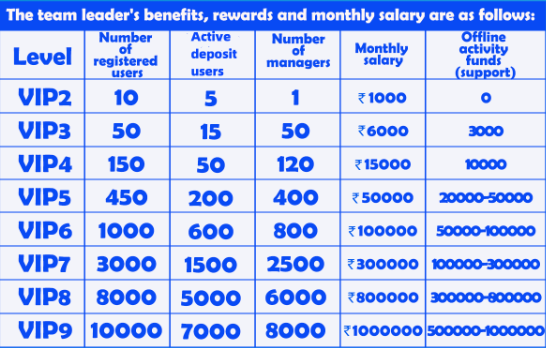 The team leader's benefits, rewards and monthly salary are as follows:
Level Number of registered users Active deposit users Number of managers Monthly salary Offline activity funds (support)
VIP2 10 5 1 ₹1000 0
VIP3 50 15 50 ₹6000 3000
VIP4 150 50 120 ₹15000 10000
VIP5 450 200 400 ₹50000 20000-50000
VIP6 1000 600 800 ₹100000 50000-100000
VIP7 3000 1500 2500 ₹300000 100000-300000
VIP8 8000 5000 6000 ₹800000 300000-800000
VIP9 10000 7000 8000 ₹1000000 500000-1000000